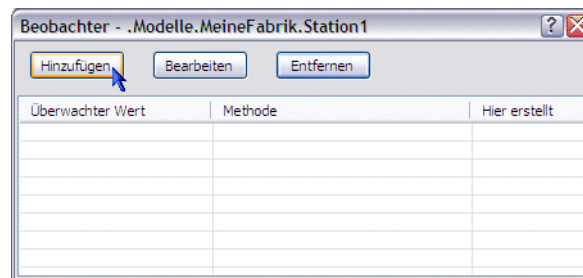 Beobachter - .Modelle.MeineFabrik.Station1
Hinzufügen Bearbeiten Entfernen
Überwachter Wert Methode Hier erstellt